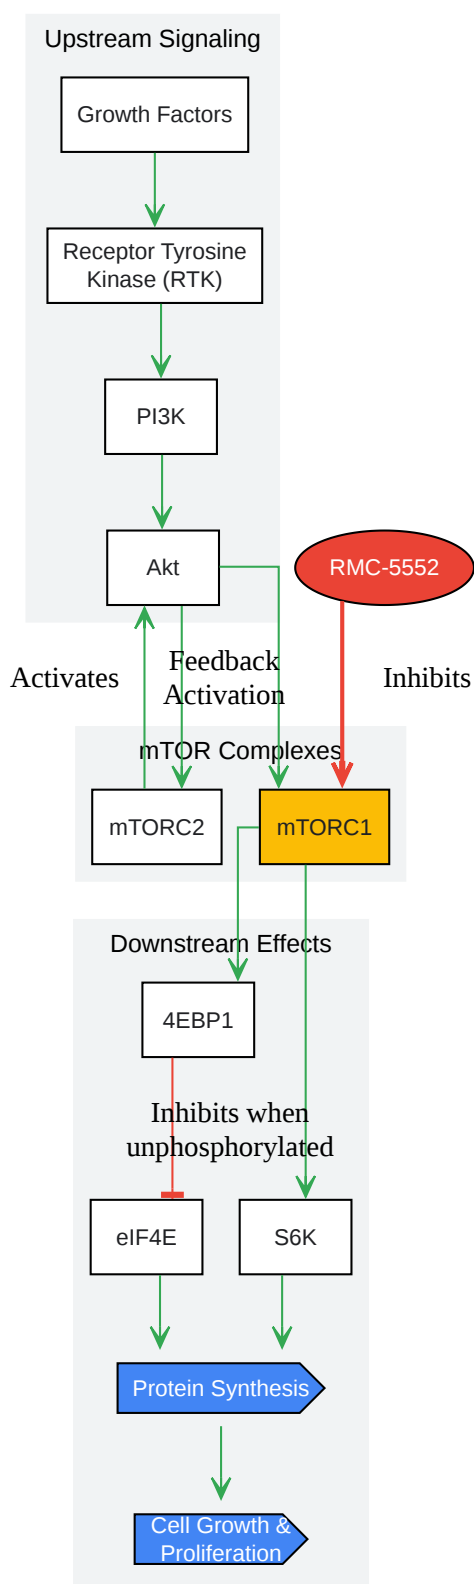 Upstream Signaling
Growth Factors
Receptor Tyrosine
Kinase (RTK)
PI3K
Akt
RMC-5552
Activates
Feedback
Activation
Inhibits
mTOR Complexes
mTORC2
mTORC1
Downstream Effects
4EBP1
Inhibits when
unphosphorylated
eIF4E
S6K
Protein Synthesis
Cell Growth &
Proliferation